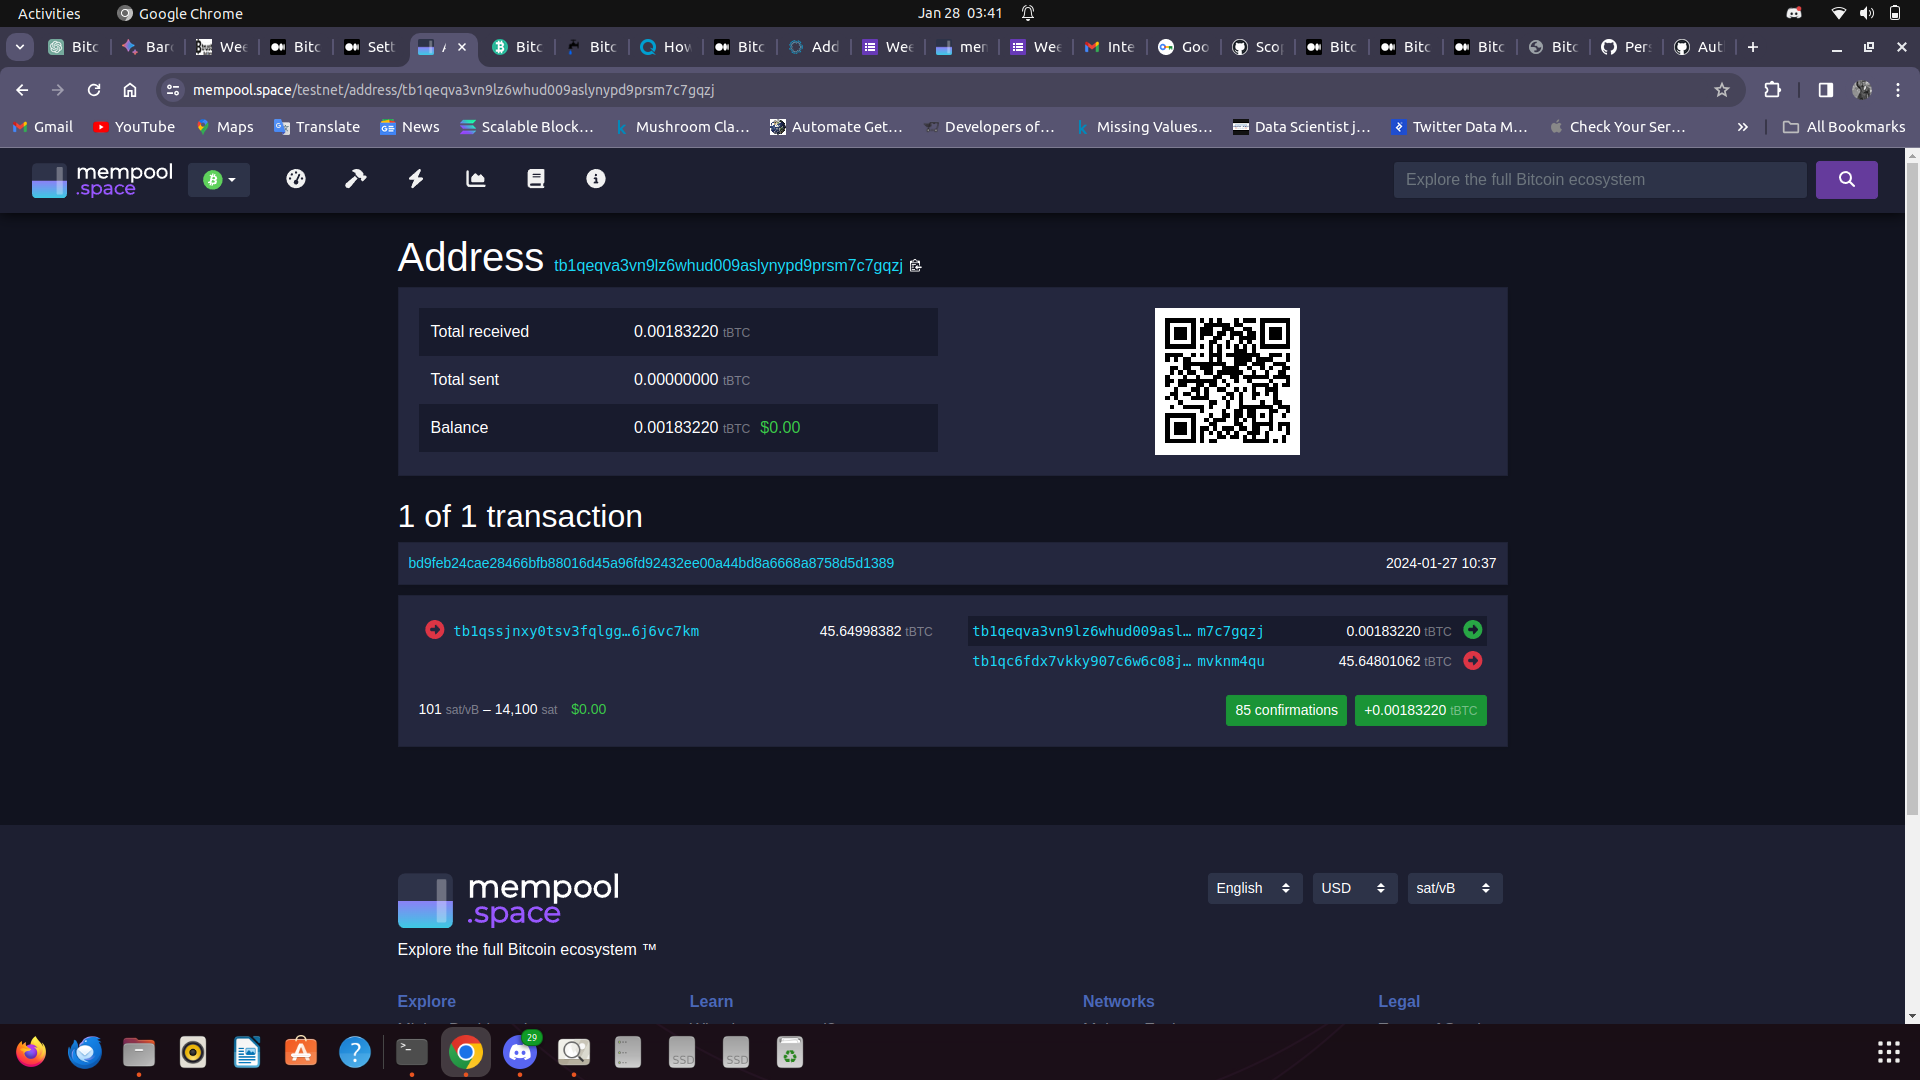 Activities Google Chrome Jan 28 03:41
Bitc Bar Wee Bitc Sett Bitc Bitc How Bitc Add Wee mem Wee Inte Goo Sco Bitc Bitc Bitc Bitc Per Aut
mempool.space/testnet/address/tb1qeqva3vn9lz6whud009aslynypd9prsm7c7gqzj
Gmail YouTube Maps Translate News Scalable Block... Mushroom Cla... Automate Get... Developers of... Missing Values... Data Scientist j... Twitter Data M... Check Your Ser... » All Bookmarks
mempool
.space
Explore the full Bitcoin ecosystem
Address tb1qeqva3vn9lz6whud009aslynypd9prsm7c7gqzj
Total received 0.00183220 tBTC
Total sent 0.00000000 tBTC
Balance 0.00183220 tBTC $0.00
1 of 1 transaction
bd9feb24cae28466bfb88016d45a96fd92432ee00a44bd8a6668a8758d5d1389 2024-01-27 10:37
tb1qssjnxy0tsv3fqlgg…6j6vc7km 45.64998382 tBTC tb1qeqva3vn9lz6whud009asl…m7c7gqzj 0.00183220 tBTC
tb1qc6fdx7vkky907c6w6c08j…mvknm4qu 45.64801062 tBTC
101 sat/vB – 14,100 sat $0.00 85 confirmations +0.00183220 tBTC
mempool
.space
English USD sat/vB
Explore the full Bitcoin ecosystem ™
Explore Learn Networks Legal
29
SSD SSD